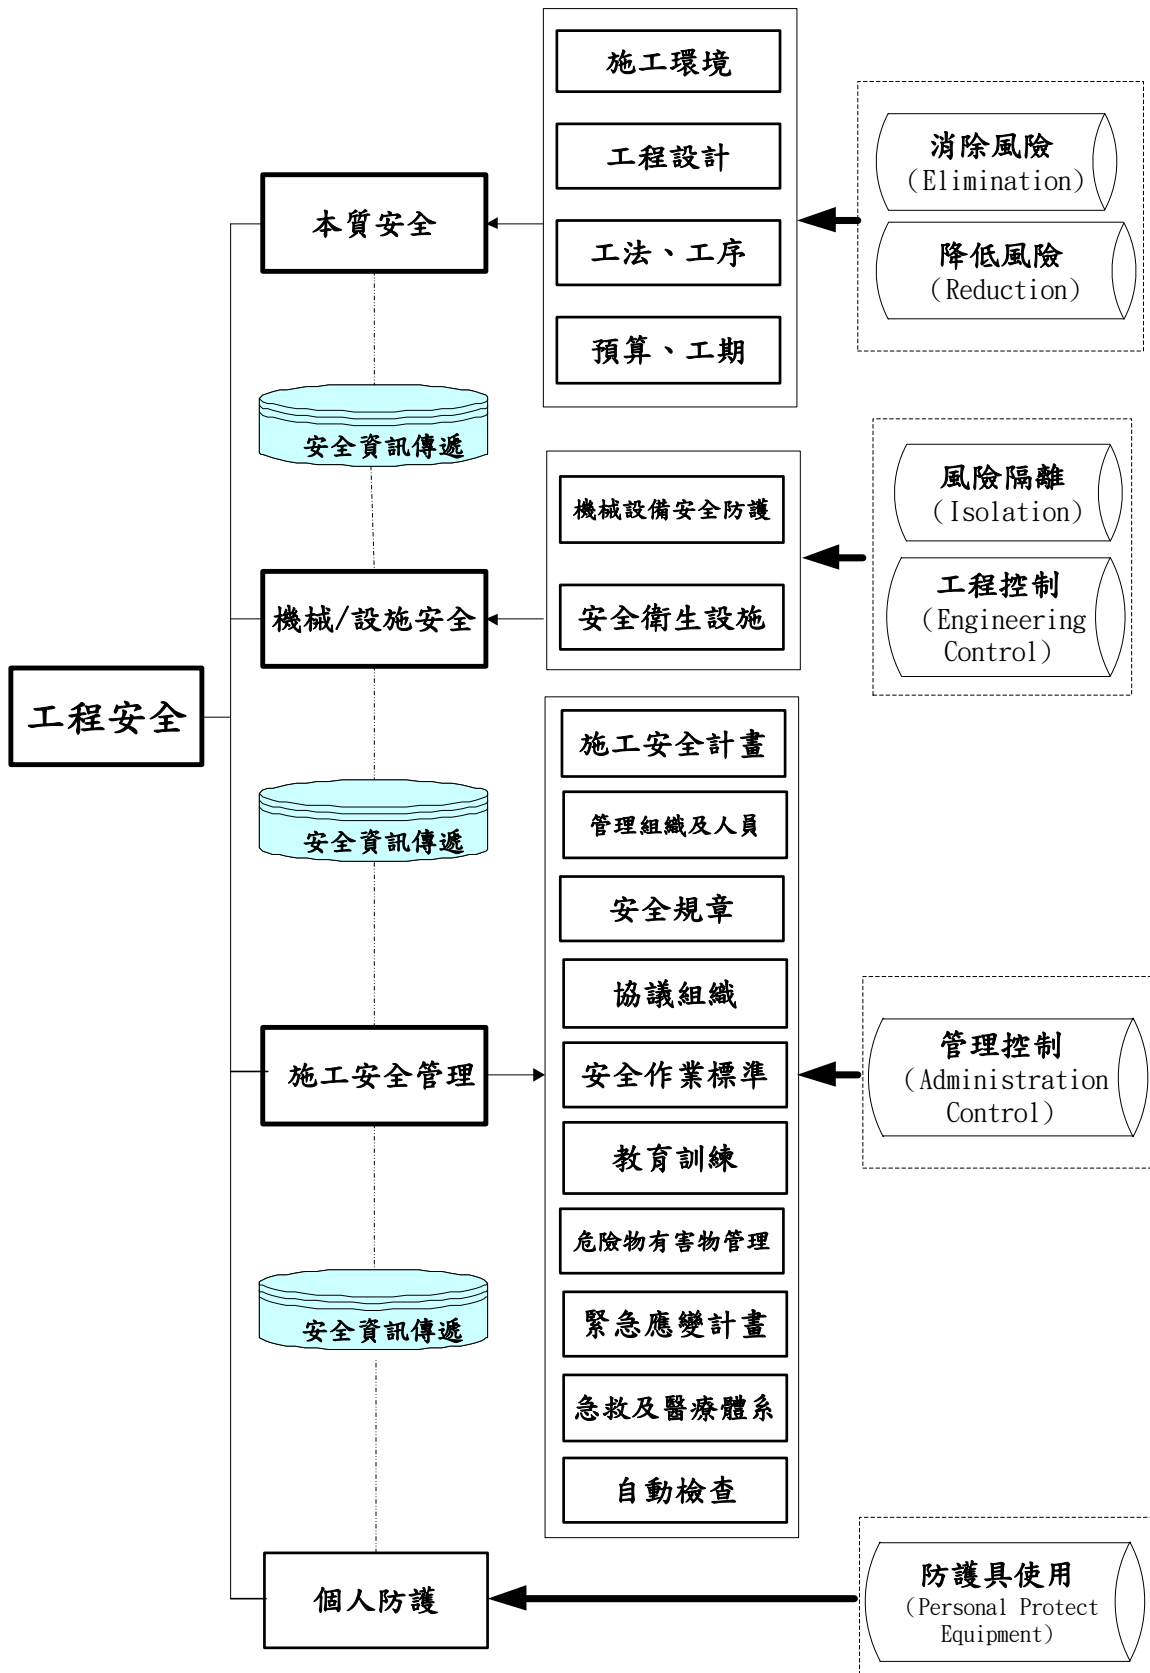 施工環境
工程設計
工法、工序
預算、工期
消除風險
(Elimination)
降低風險
(Reduction)
本質安全
安全資訊傳遞
機械設備安全防護
安全衛生設施
風險隔離
(Isolation)
工程控制
(Engineering
Control)
機械/設施安全
工程安全
安全資訊傳遞
施工安全計畫
管理組織及人員
安全規章
協議組織
安全作業標準
教育訓練
危險物有害物管理
緊急應變計畫
急救及醫療體系
自動檢查
管理控制
(Administration
Control)
施工安全管理
安全資訊傳遞
個人防護
防護具使用
(Personal Protect
Equipment)